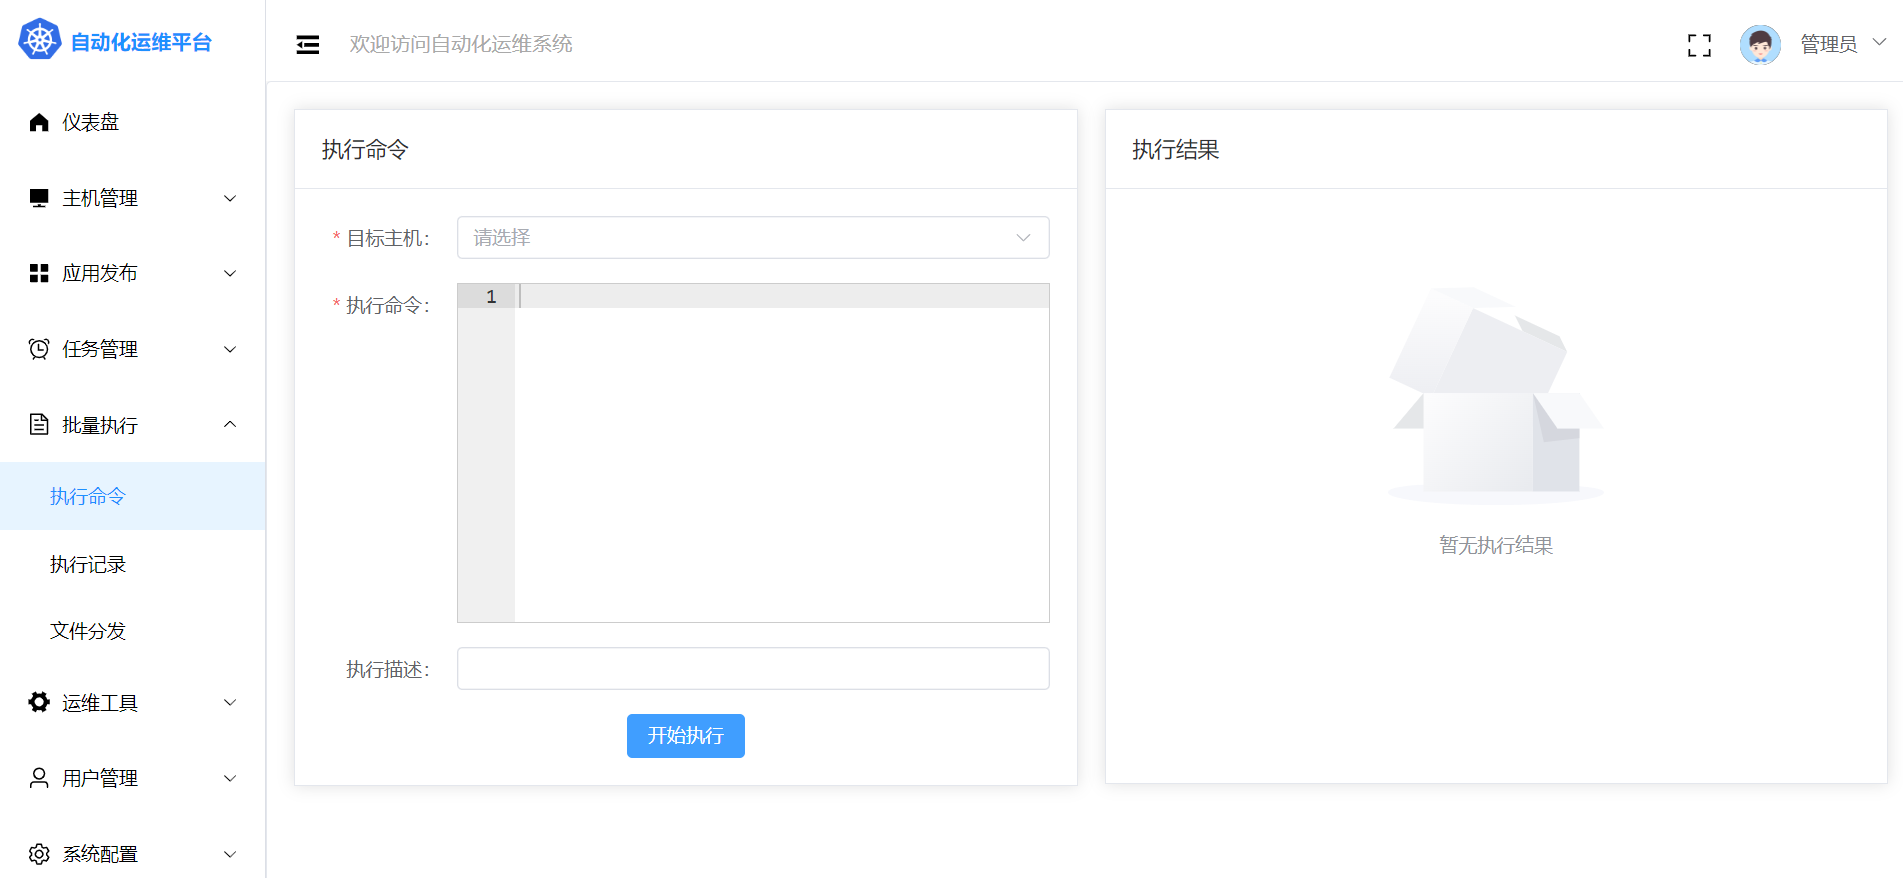 自动化运维平台
欢迎访问自动化运维系统
管理员
仪表盘
主机管理
应用发布
任务管理
批量执行
执行命令
执行记录
文件分发
运维工具
用户管理
系统配置
执行命令
* 目标主机：
请选择
* 执行命令：
1
执行描述：
开始执行
执行结果
暂无执行结果